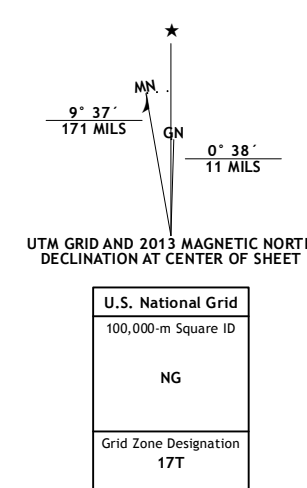 ★
MN
GN
9° 37´
171 MILS
0° 38´
11 MILS
UTM GRID AND 2013 MAGNETIC NORTH
DECLINATION AT CENTER OF SHEET
U.S. National Grid
100,000-m Square ID
NG
Grid Zone Designation
17T